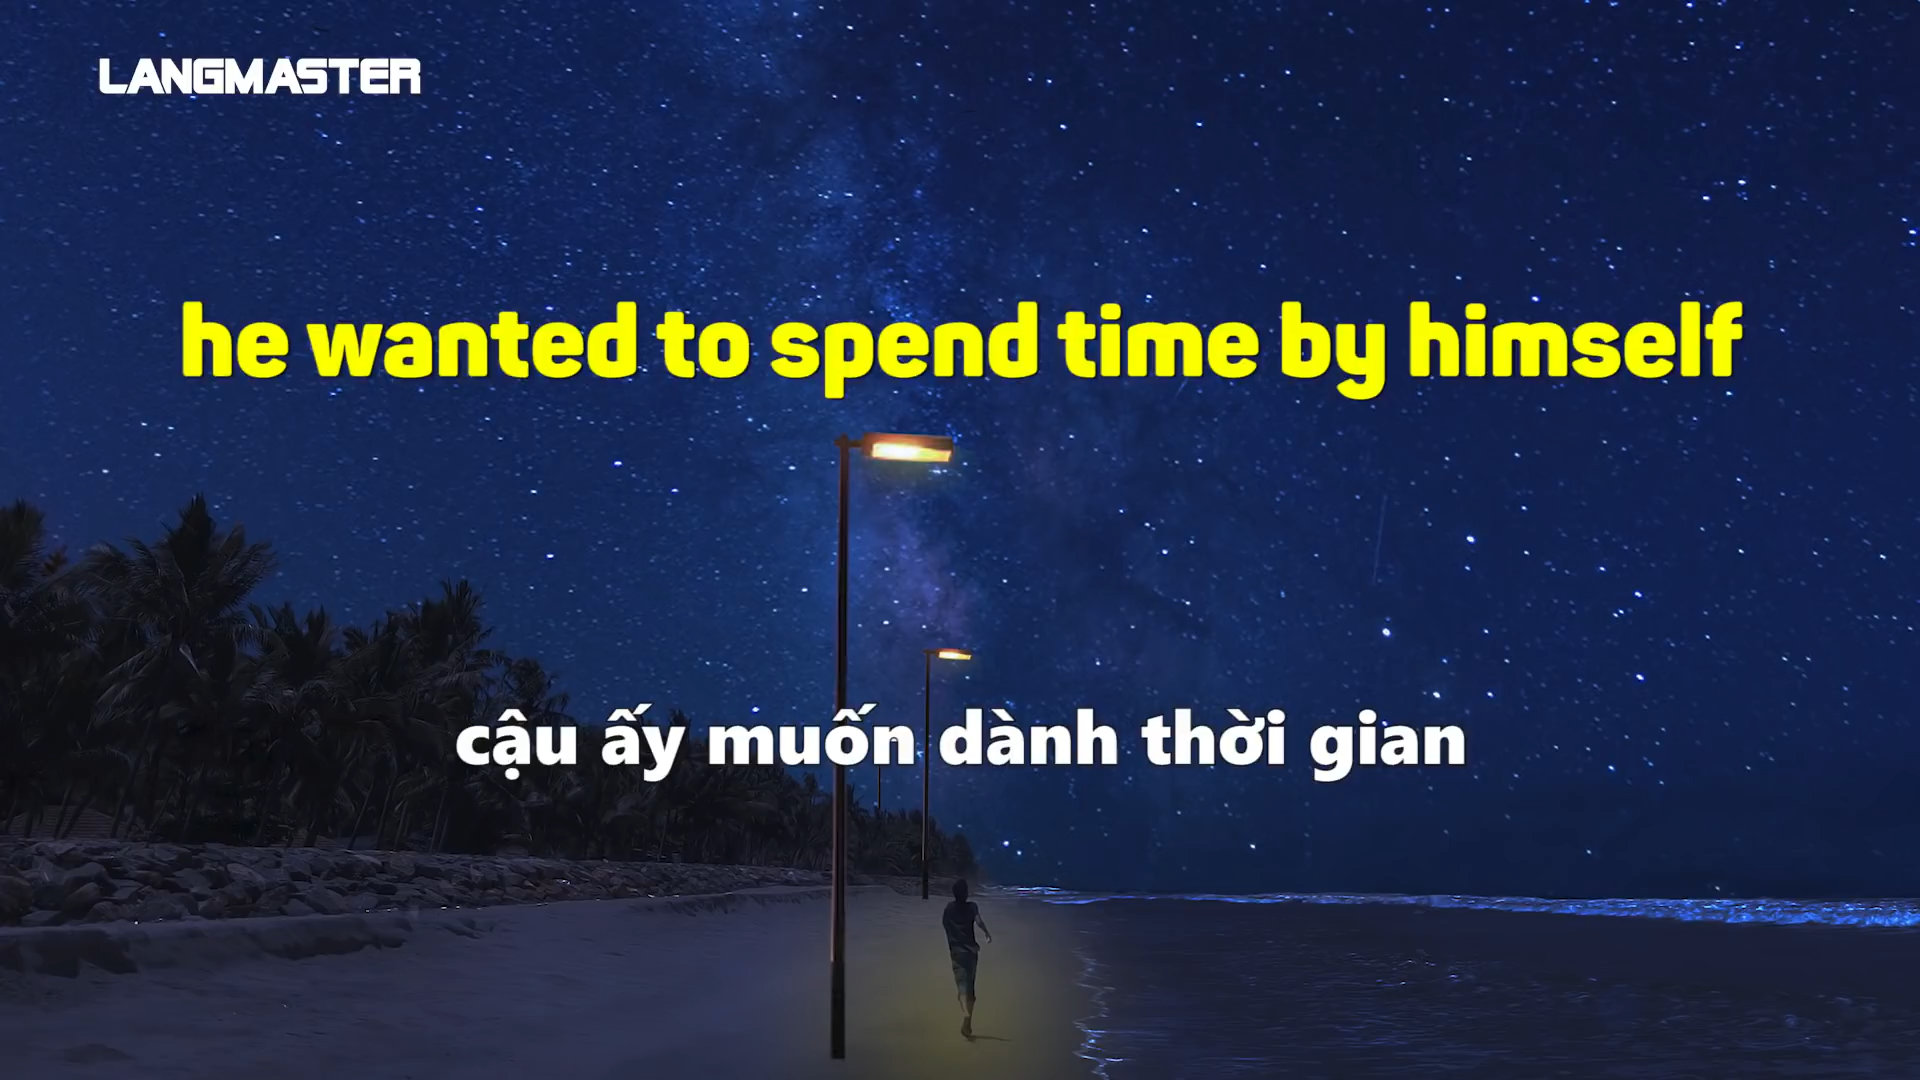 LANGMASTER
he wanted to spend time by himself
cậu ấy muốn dành thời gian